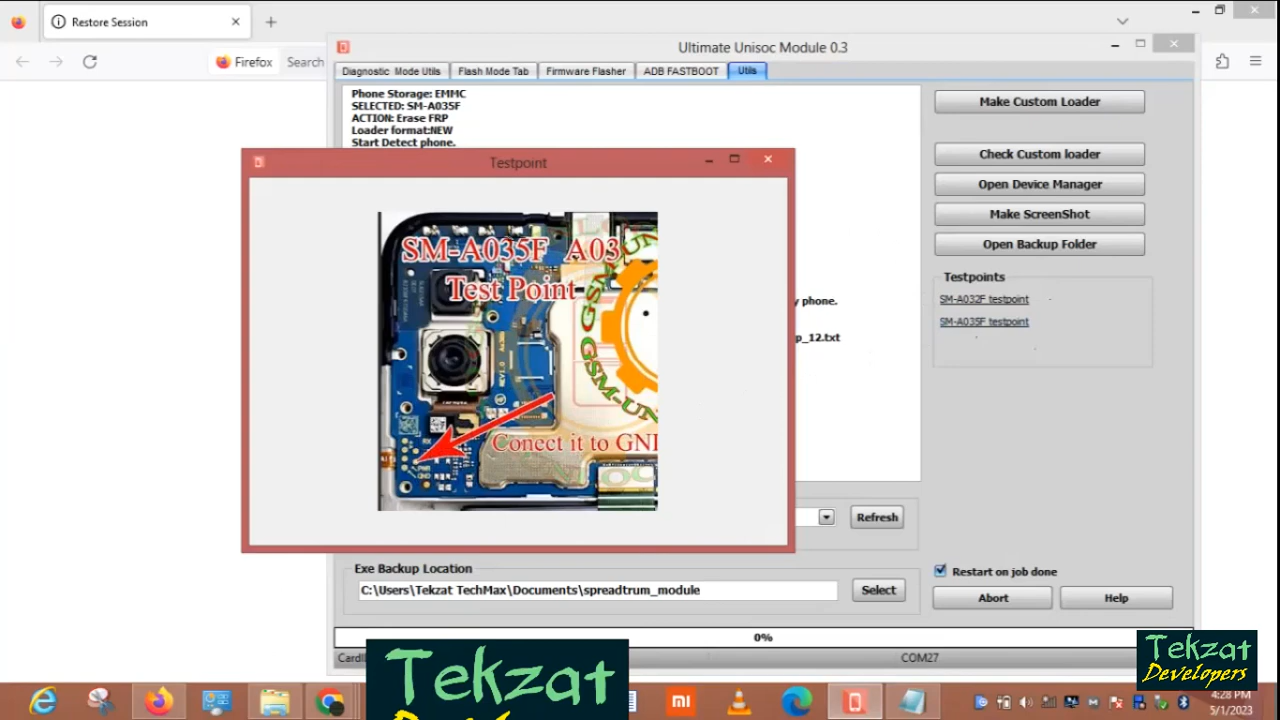 Restore Session
Firefox
Search
Ultimate Unisoc Module 0.3
Diagnostic Mode Utils
Flash Mode Tab
Firmware Flasher
ADB FASTBOOT
Utils
Phone Storage: EMMC
SELECTED: SM-A035F
ACTION: Erase FRP
Loader format:NEW
Start Detect phone.
y phone.
p_12.txt
Testpoint
SM-A035F A03
Test Point
Conect it to GN
GSM-UN
RX
PWR
GND
Make Custom Loader
Check Custom loader
Open Device Manager
Make ScreenShot
Open Backup Folder
Testpoints
SM-A032F testpoint
SM-A035F testpoint
Refresh
Exe Backup Location
C:\Users\Tekzat TechMax\Documents\spreadtrum_module
Select
Restart on job done
Abort
Help
0%
COM27
Tekzat
Tekzat
Developers
4:28 PM
5/1/2023